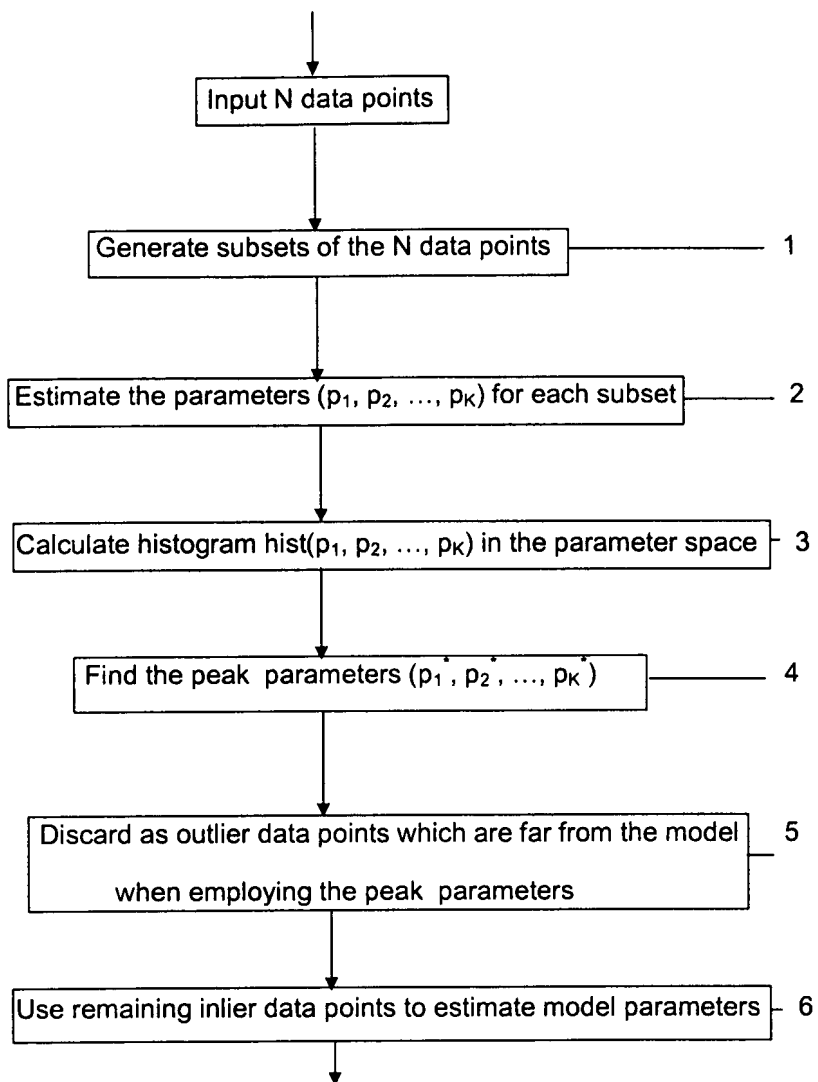 Input N data points
Generate subsets of the N data points 1
Estimate the parameters (p₁, p₂, ..., pₖ) for each subset 2
Calculate histogram hist(p₁, p₂, ..., pₖ) in the parameter space 3
Find the peak parameters (p₁*, p₂*, ..., pₖ*) 4
Discard as outlier data points which are far from the model 5
when employing the peak parameters
Use remaining inlier data points to estimate model parameters 6